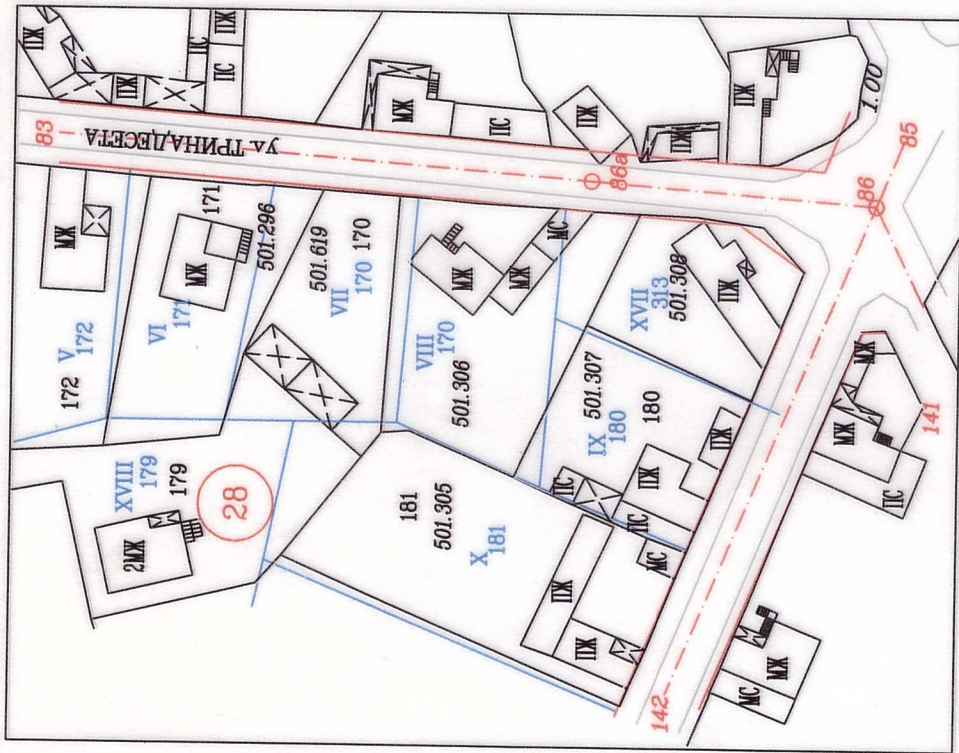 ПЖ
ПЖ
ПС
ПС
ПЖ
83
ул. ТРИНАДЕСЕТА
МЖ
МЖ
ПС
ПЖ
ПЖ
ПЖ
1.00
V
172
172
VI
171
МЖ
171
501.296
501.619
VII
170
170
86а
86
85
XVIII
179
179
2МЖ
28
VIII
170
501.306
МЖ
МЖ
МС
XVII
313
501.308
ПЖ
181
501.305
X
181
501.307
IX
180
180
ПС
ПЖ
ПЖ
ПС
МС
ПЖ
ПЖ
МЖ
МЖ
141
ПС
142
МС
МЖ